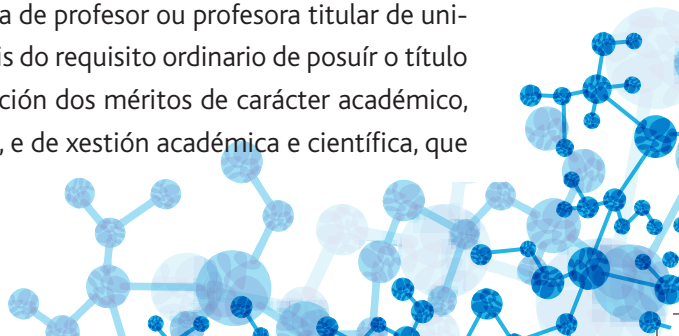 a de profesor ou profesora titular de uni-
is do requisito ordinario de posuír o título
ción dos méritos de carácter académico,
, e de xestión académica e científica, que